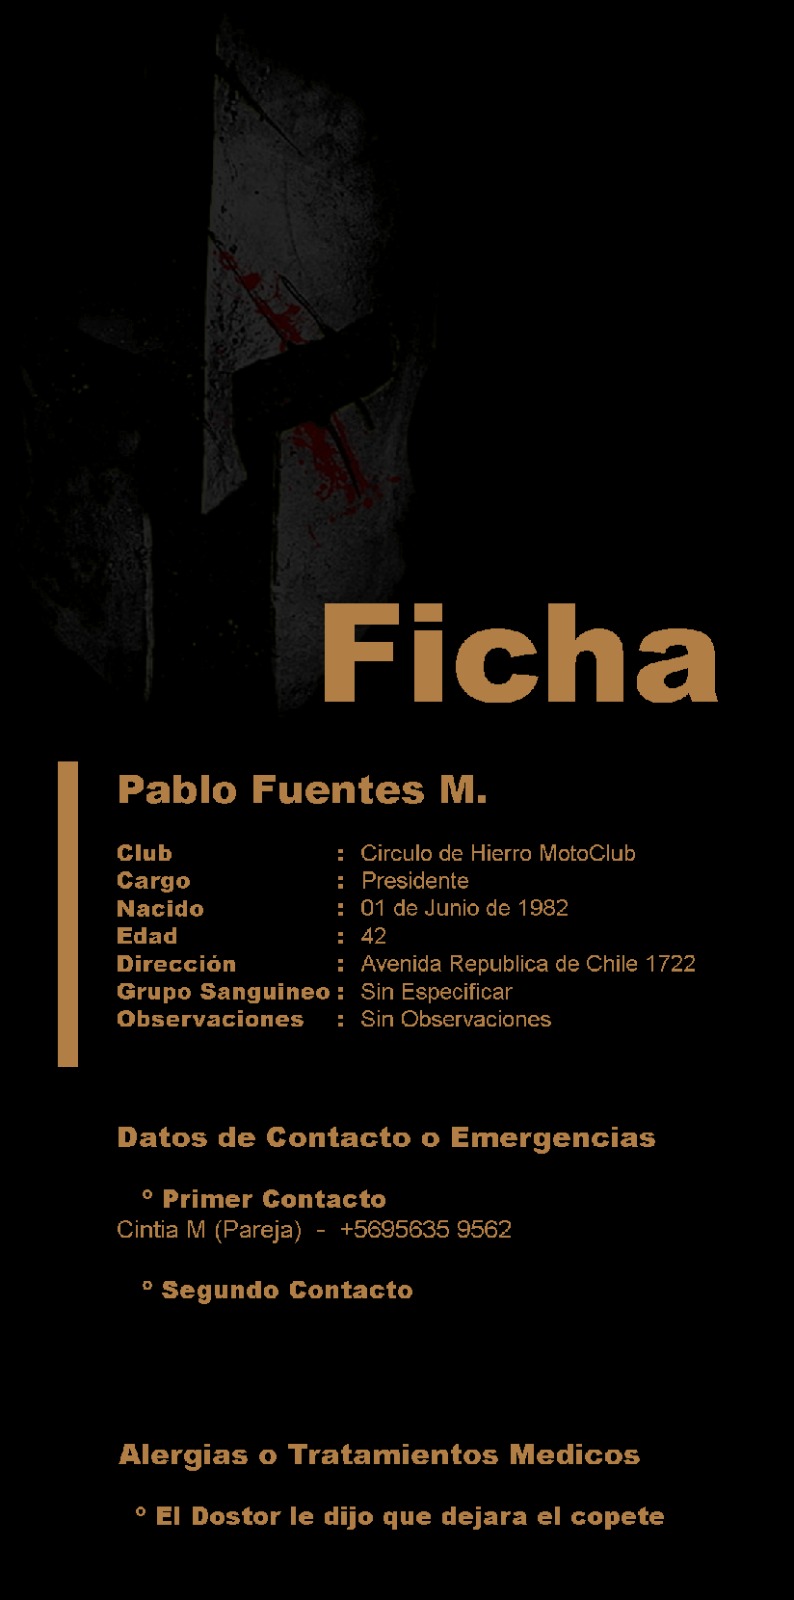 Ficha
Pablo Fuentes M.
Club : Circulo de Hierro MotoClub
Cargo : Presidente
Nacido : 01 de Junio de 1982
Edad : 42
Dirección : Avenida Republica de Chile 1722
Grupo Sanguineo : Sin Especificar
Observaciones : Sin Observaciones
Datos de Contacto o Emergencias
° Primer Contacto
Cintia M (Pareja) - +5695635 9562
° Segundo Contacto
Alergias o Tratamientos Medicos
° El Dostor le dijo que dejara el copete